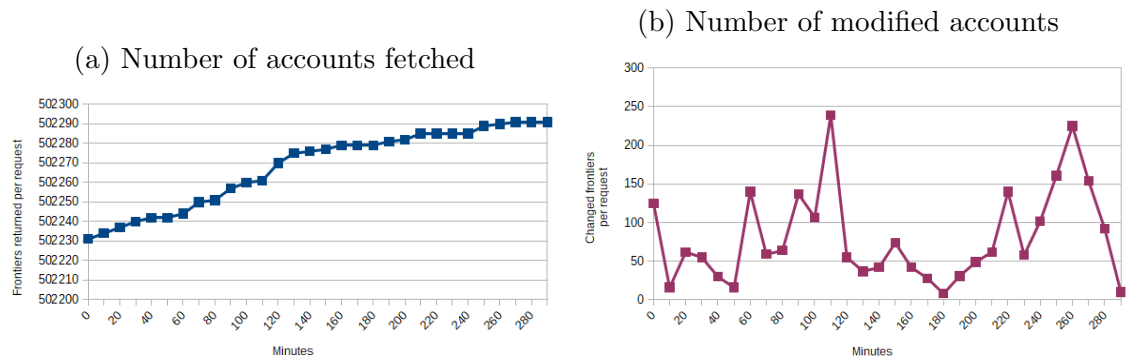 (a) Number of accounts fetched
Frontiers returned per request
502300
502290
502280
502270
502260
502250
502240
502230
502220
502210
502200
0 20 40 60 80 100 120 140 160 180 200 220 240 260 280
Minutes
(b) Number of modified accounts
Changed frontiers
per request
300
250
200
150
100
50
0
0 20 40 60 80 100 120 140 160 180 200 220 240 260 280
Minutes